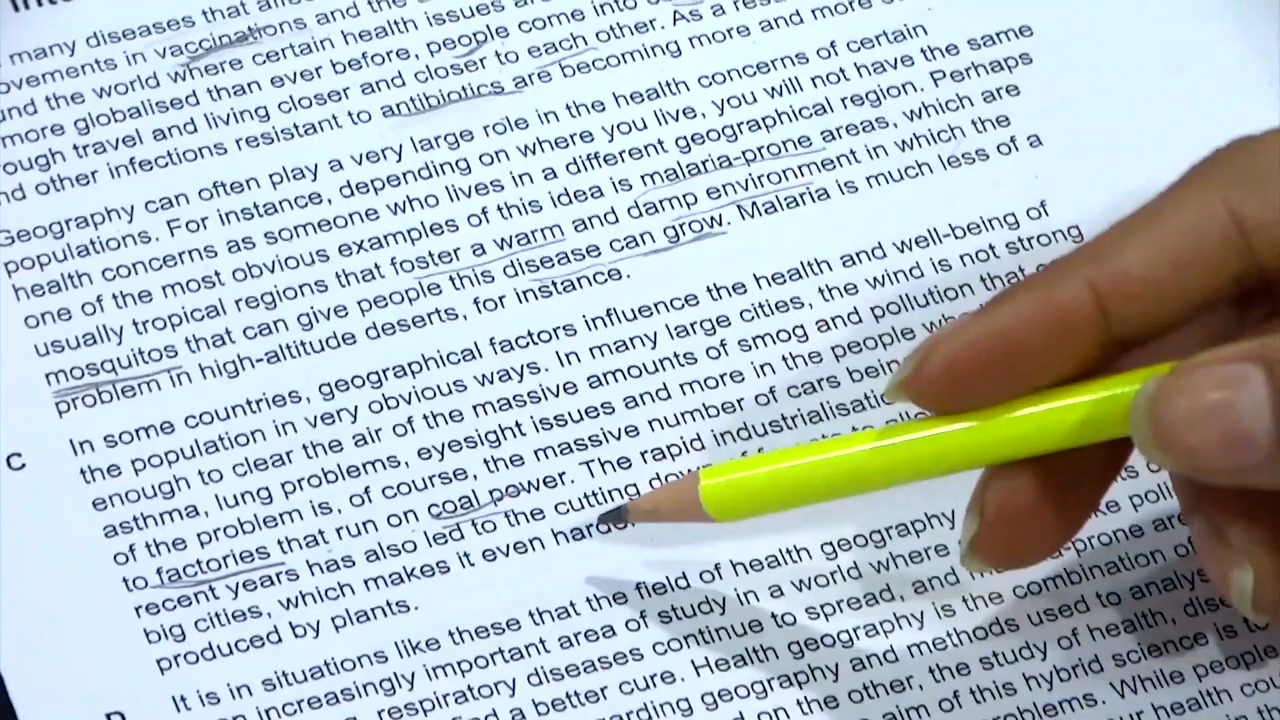 many diseases that
ovements in vaccinations and the
und the world where certain health issues
more globalised than ever before, people come into
ough travel and living closer and closer to each other. As a
nd other infections resistant to antibiotics are becoming more and more
Geography can often play a very large role in the health concerns of certain
populations. For instance, depending on where you live, you will not have the same
health concerns as someone who lives in a different geographical region. Perhaps
one of the most obvious examples of this idea is malaria-prone areas, which are
usually tropical regions that foster a warm and damp environment in which the
mosquitos that can give people this disease can grow. Malaria is much less of a
problem in high-altitude deserts, for instance.
C In some countries, geographical factors influence the health and well-being of
the population in very obvious ways. In many large cities, the wind is not strong
enough to clear the air of the massive amounts of smog and pollution that
asthma, lung problems, eyesight issues and more in the people
of the problem is, of course, the massive number of cars being
to factories that run on coal power. The rapid industrialisatio
recent years has also led to the cutting down
big cities, which makes it even harder
produced by plants.
D It is in situations like these that the field of health geography
an increasingly important area of study in a world where
respiratory diseases continue to spread, and -prone are
a better cure. Health geography is the combination of
arding geography and methods used to analys
on the other, the study of health, dise
aim of this hybrid science is to
problems. While people
our health cou